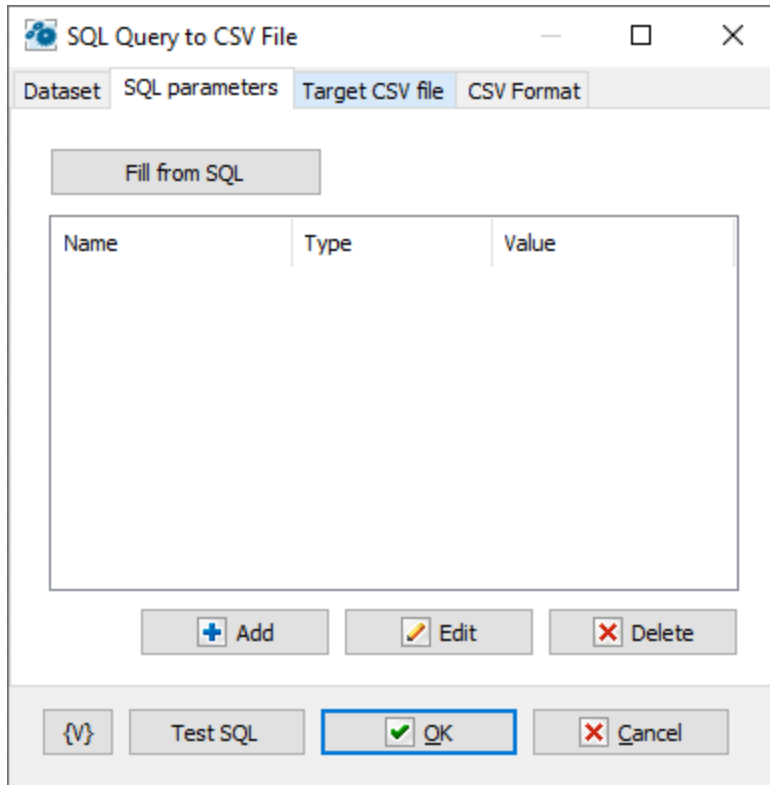 SQL Query to CSV File
Dataset SQL parameters Target CSV file CSV Format
Fill from SQL
Name Type Value
Add Edit Delete
{V} Test SQL OK Cancel